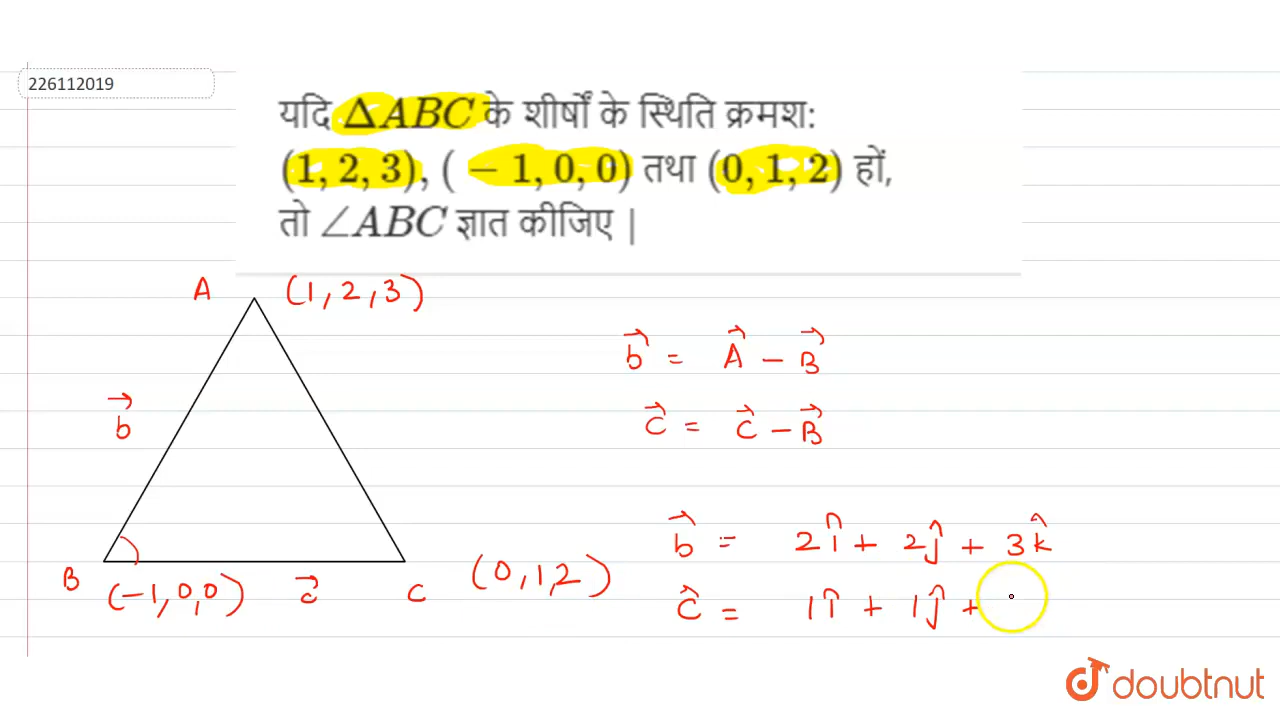 226112019
यदि ΔABC के शीर्षों के स्थिति क्रमश:
(1, 2, 3), ( − 1, 0, 0) तथा (0, 1, 2) हों,
तो ∠ABC ज्ञात कीजिए |
A (1, 2, 3)
b⃗ = A⃗ − B⃗
b⃗
c⃗ = C⃗ − B⃗
b⃗ = 2î + 2ĵ + 3k̂
B (−1, 0, 0) c⃗ C (0, 1, 2)
c⃗ = 1î + 1ĵ +
doubtnut